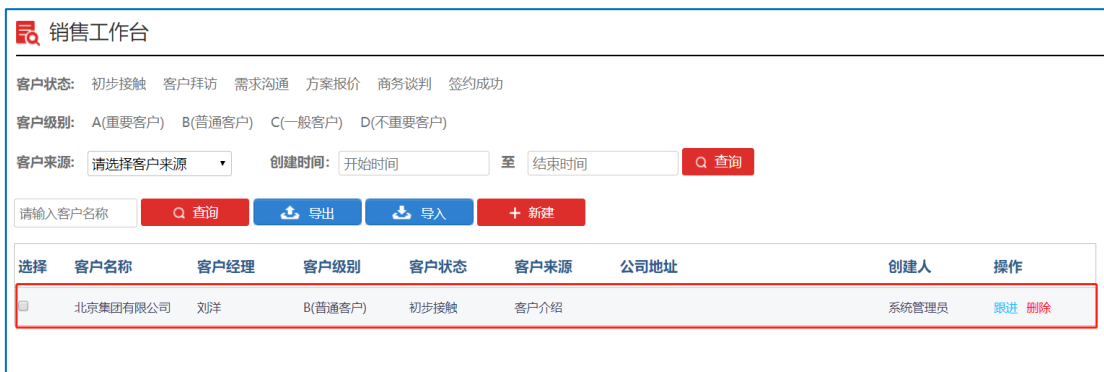 销售工作台
客户状态: 初步接触 客户拜访 需求沟通 方案报价 商务谈判 签约成功
客户级别: A(重要客户) B(普通客户) C(一般客户) D(不重要客户)
客户来源: 请选择客户来源 创建时间: 开始时间 至 结束时间 查询
请输入客户名称 查询 导出 导入 + 新建
选择 客户名称 客户经理 客户级别 客户状态 客户来源 公司地址 创建人 操作
北京集团有限公司 刘洋 B(普通客户) 初步接触 客户介绍 系统管理员 跟进 删除